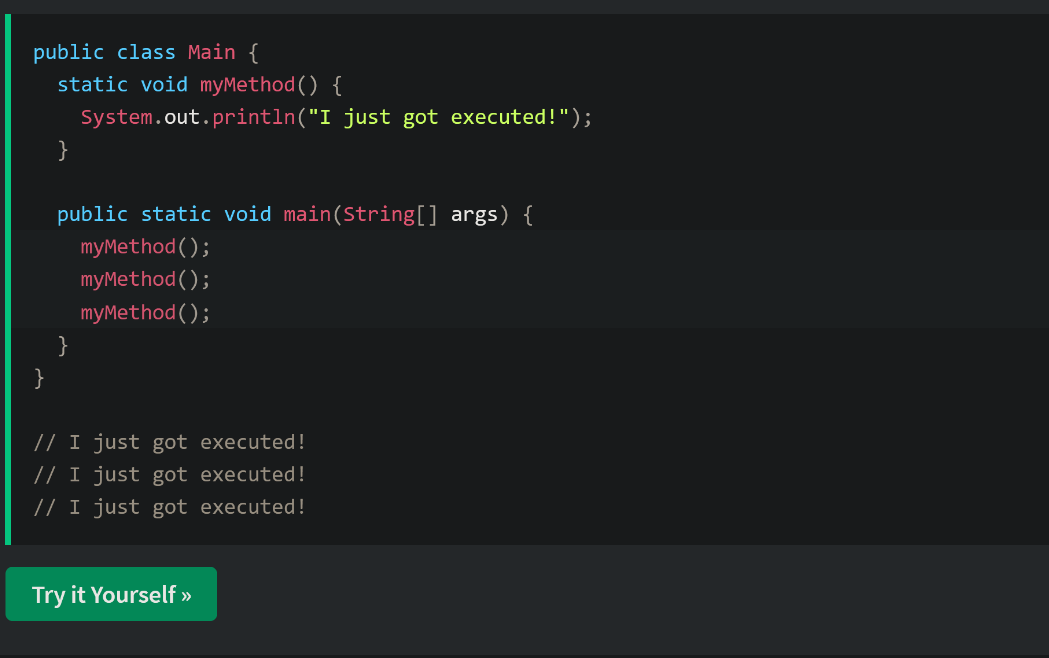 public class Main {
  static void myMethod() {
    System.out.println("I just got executed!");
  }

  public static void main(String[] args) {
    myMethod();
    myMethod();
    myMethod();
  }
}

// I just got executed!
// I just got executed!
// I just got executed!
Try it Yourself »